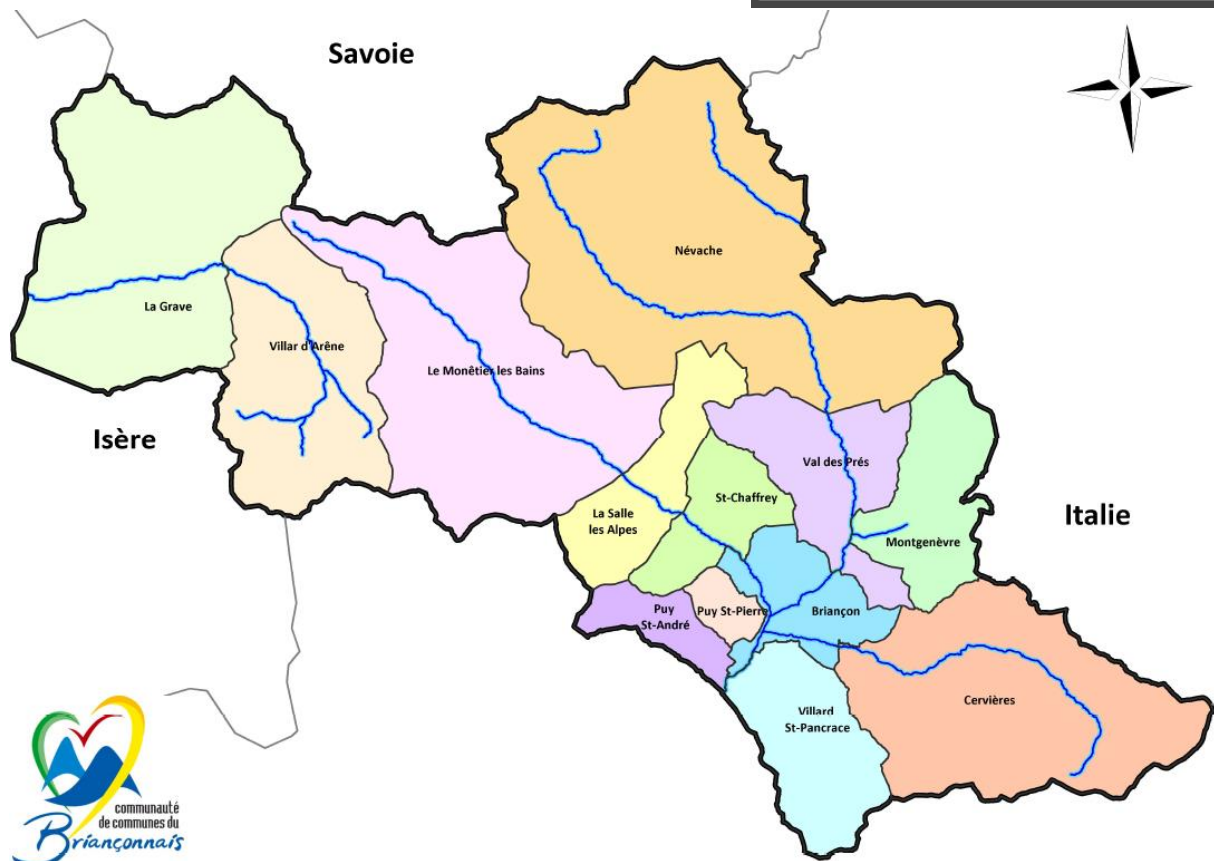 Savoie
Névache
La Grave
Villar d'Arêne
Le Monêtier les Bains
Isère
Val des Prés
St-Chaffrey
La Salle
les Alpes
Italie
Montgenèvre
Puy
St-André
Puy St-Pierre
Briançon
Cervières
Villard
St-Pancrace
communauté
de communes du
Briançonnais